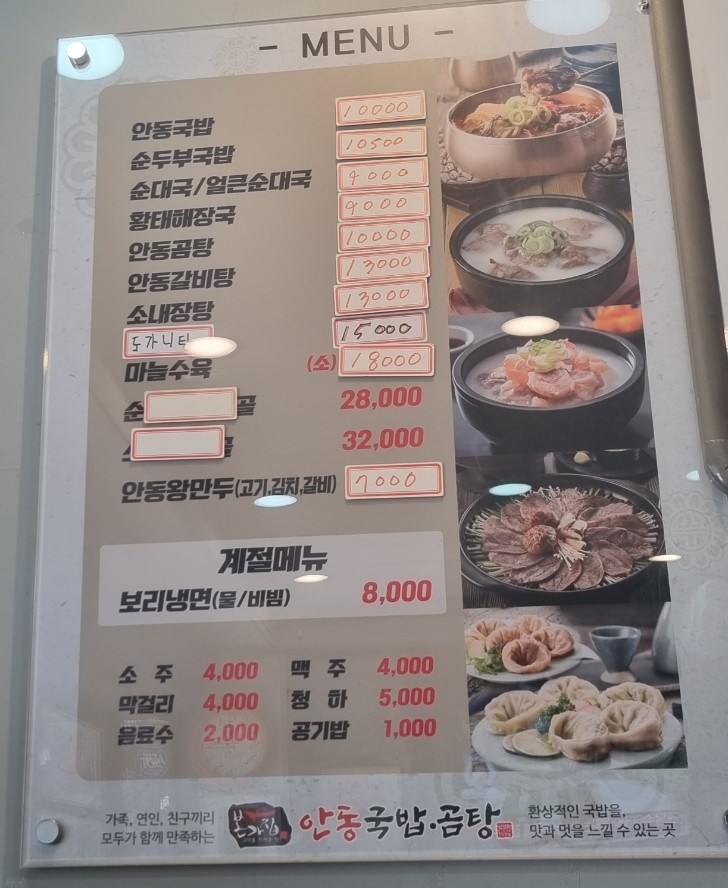 - MENU -
안동국밥 10000
순두부국밥 10500
순대국/얼큰순대국 9000
황태해장국 9000
안동곰탕 10000
안동갈비탕 13000
소내장탕 13000
도가니탕 15000
마늘수육 (소) 18000
순 골 28,000
32,000
안동왕만두(고기,김치,갈비) 7000
계절메뉴
보리냉면(물/비빔) 8,000
소 주 4,000 맥 주 4,000
막걸리 4,000 청 하 5,000
음료수 2,000 공기밥 1,000
가족, 연인, 친구끼리
모두가 함께 만족하는
본가집
안동국밥·곰탕
환상적인 국밥을,
맛과 멋을 느낄 수 있는 곳